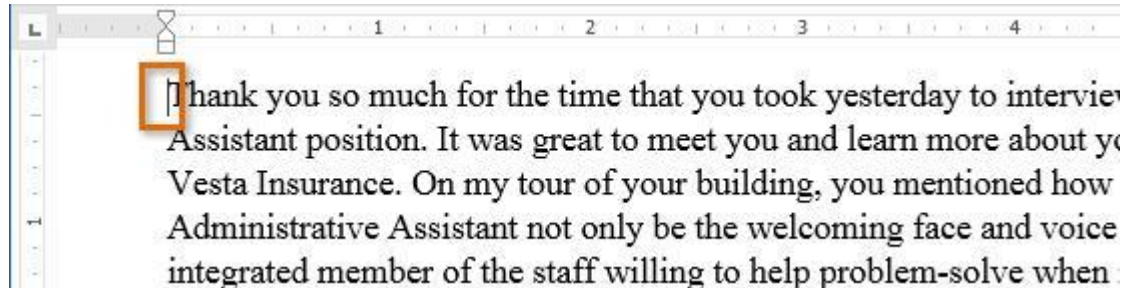 1 2 3 4
Thank you so much for the time that you took yesterday to
Assistant position. It was great to meet you and learn more about
Vesta Insurance. On my tour of your building, you mentioned how
Administrative Assistant not only be the welcoming face and voice
1
integrated member of the staff willing to help problem-solve when